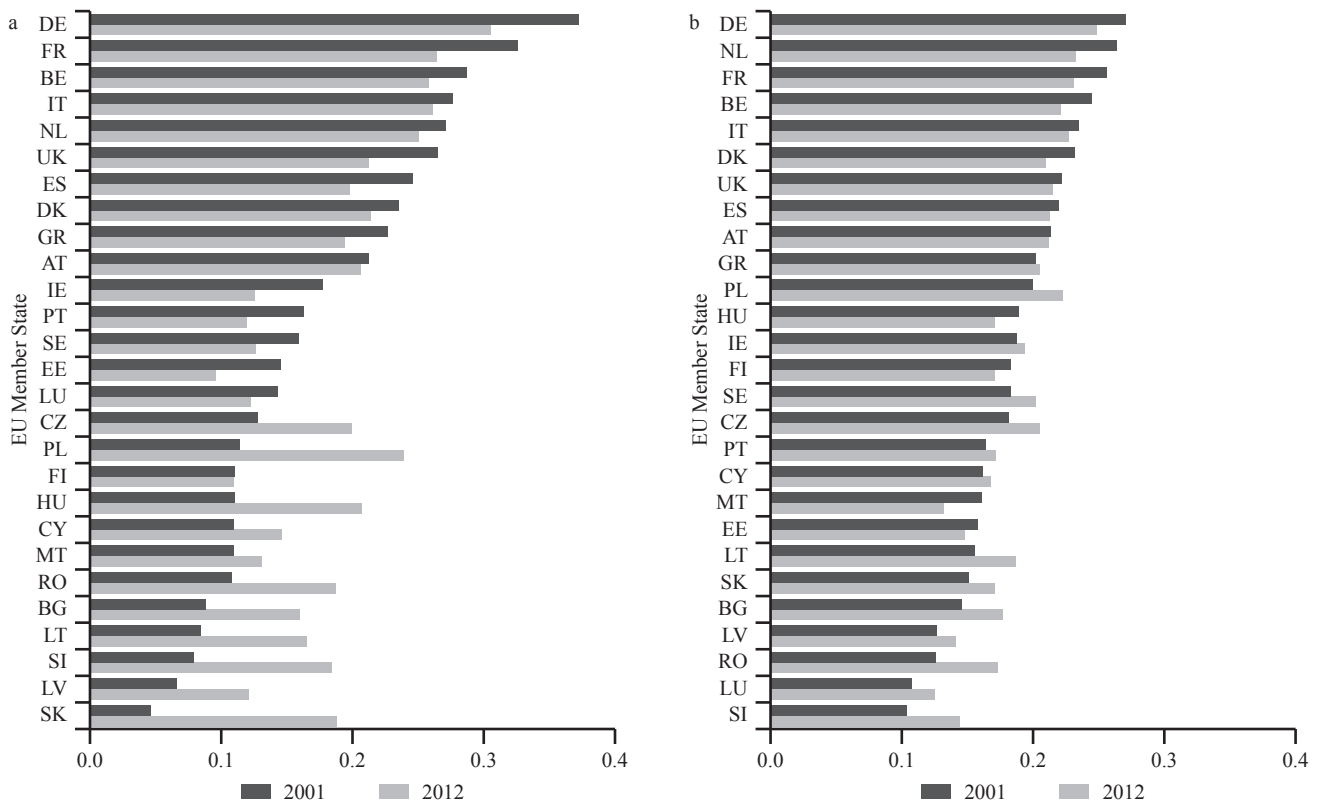 a
EU Member State
DE
FR
BE
IT
NL
UK
ES
DK
GR
AT
IE
PT
SE
EE
LU
CZ
PL
FI
HU
CY
MT
RO
BG
LT
SI
LV
SK
0.0 0.1 0.2 0.3 0.4
2001 2012
b
EU Member State
DE
NL
FR
BE
IT
DK
UK
ES
AT
GR
PL
HU
IE
FI
SE
CZ
PT
CY
MT
EE
LT
SK
BG
LV
RO
LU
SI
0.0 0.1 0.2 0.3 0.4
2001 2012